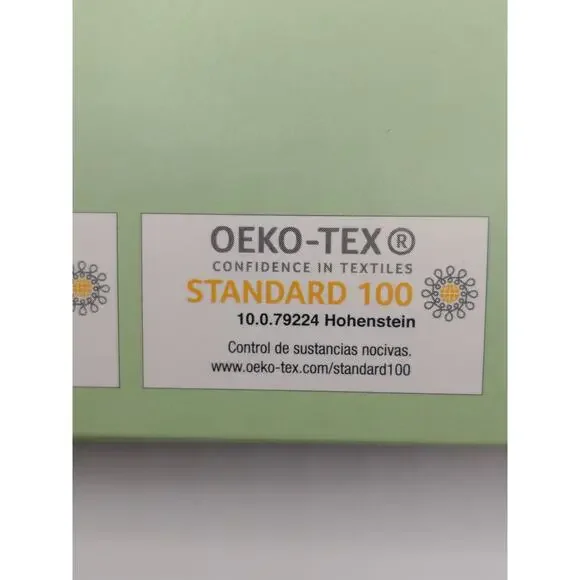 OEKO-TEX®
CONFIDENCE IN TEXTILES
STANDARD 100
10.0.79224 Hohenstein
Control de sustancias nocivas.
www.oeko-tex.com/standard100